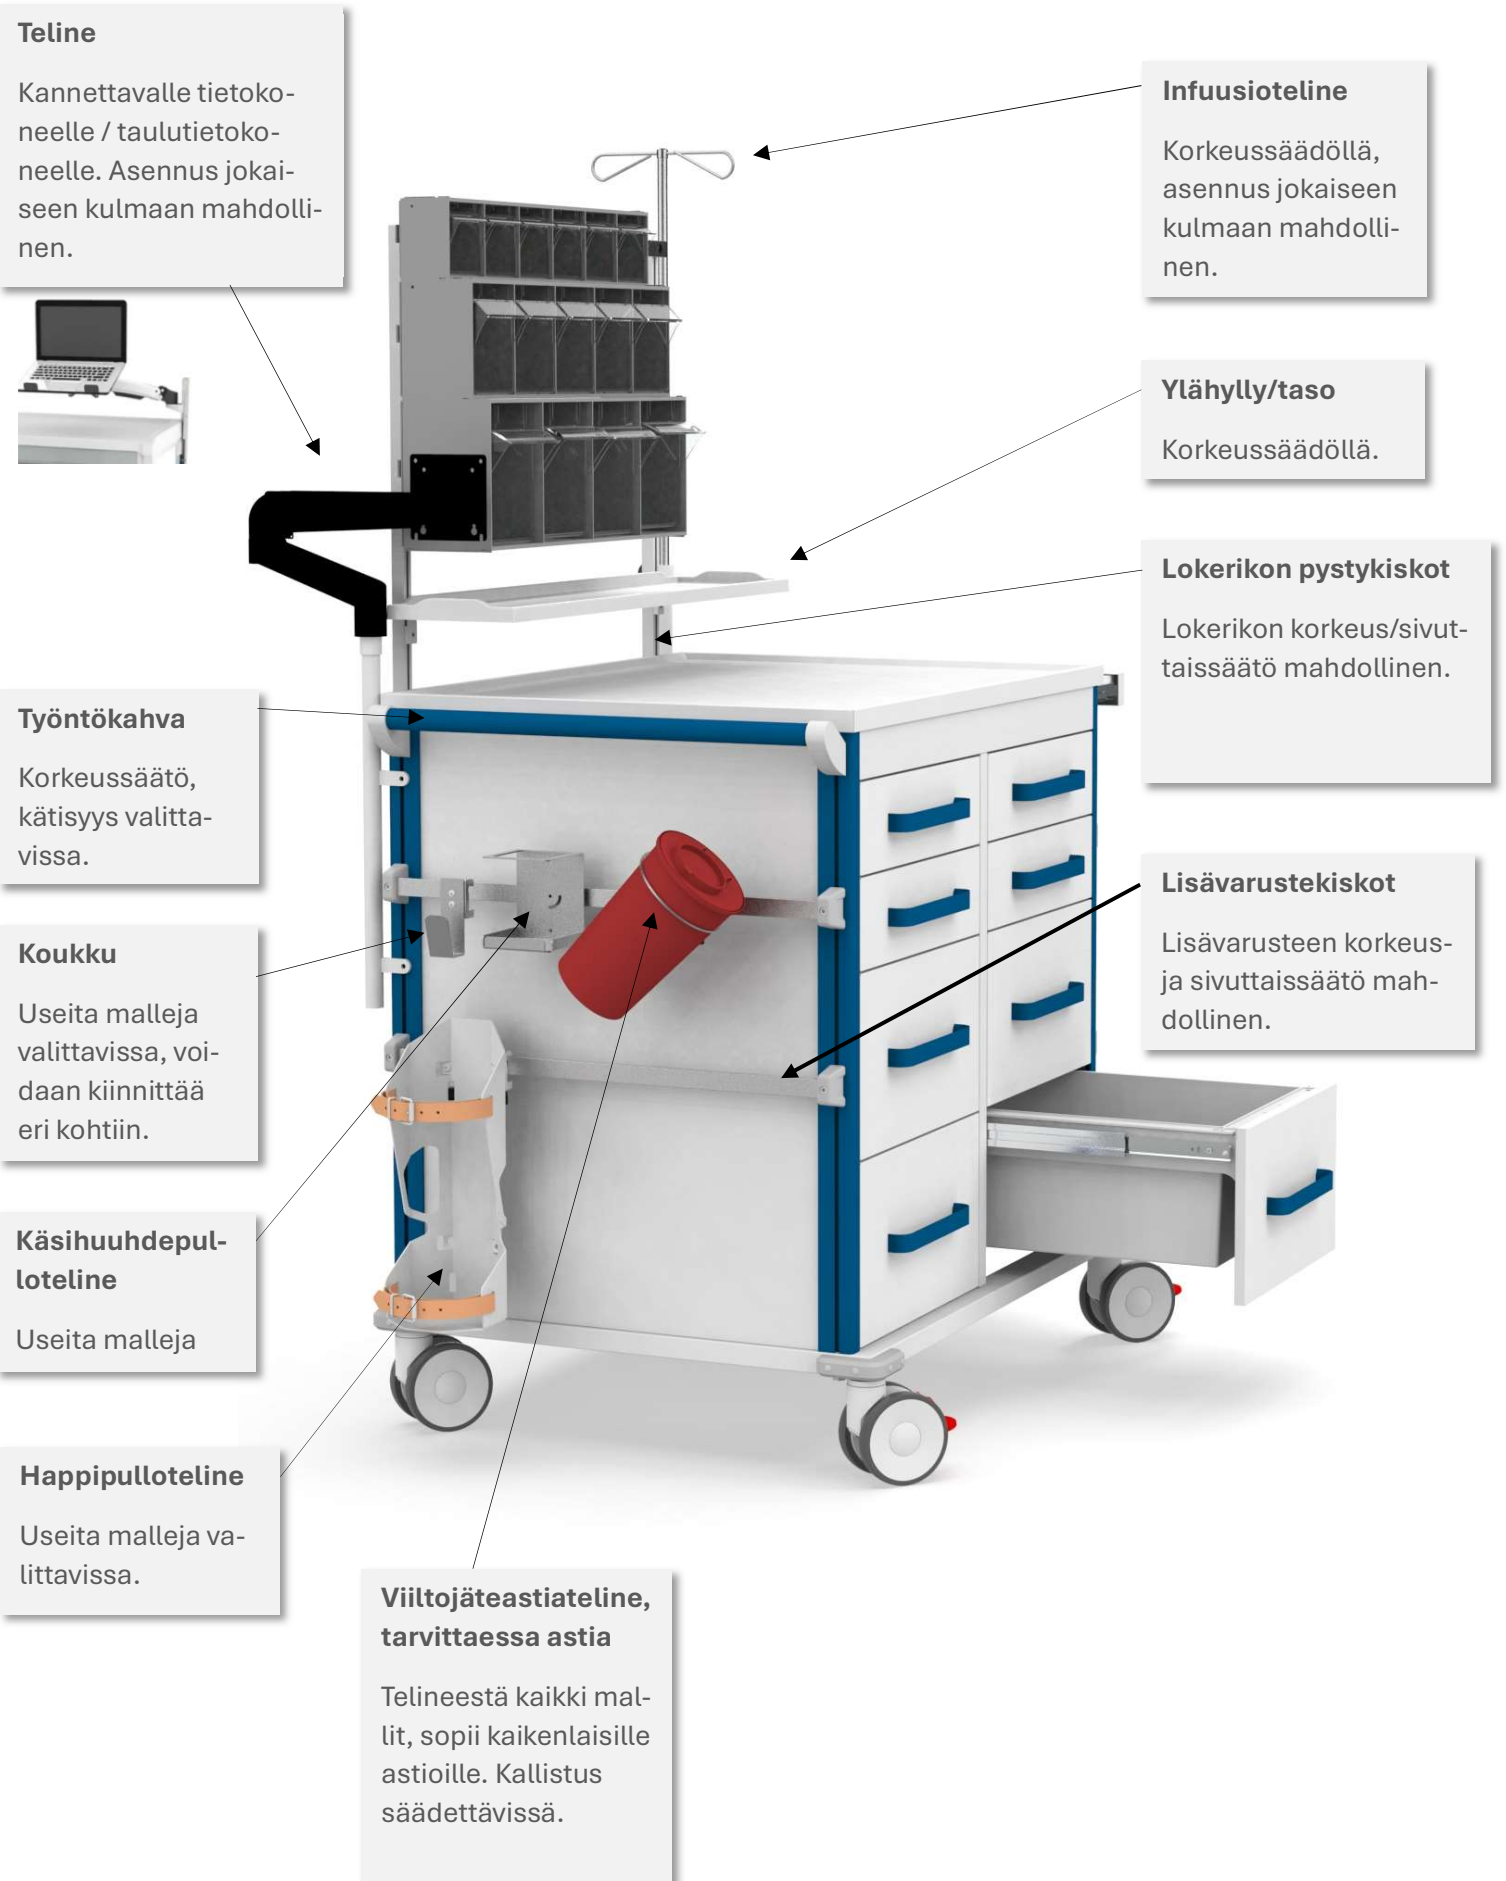 Teline
Kannettavalle tietoko-
neelle / taulutietoko-
neelle. Asennus jokai-
seen kulmaan mahdolli-
nen.
Infuusioteline
Korkeussäädöllä,
asennus jokaiseen
kulmaan mahdolli-
nen.
Ylähylly/taso
Korkeussäädöllä.
Lokerikon pystykiskot
Lokerikon korkeus/sivut-
taissäätö mahdollinen.
Työntökahva
Korkeussäätö,
kätisyys valitta-
vissa.
Lisävarustekiskot
Lisävarusteen korkeus-
ja sivuttaissäätö mah-
dollinen.
Koukku
Useita malleja
valittavissa, voi-
daan kiinnittää
eri kohtiin.
Käsihuuhdepul-
loteline
Useita malleja
Happipulloteline
Useita malleja va-
littavissa.
Viiltojäteastiateline,
tarvittaessa astia
Telineestä kaikki mal-
lit, sopii kaikenlaisille
astioille. Kallistus
säädettävissä.